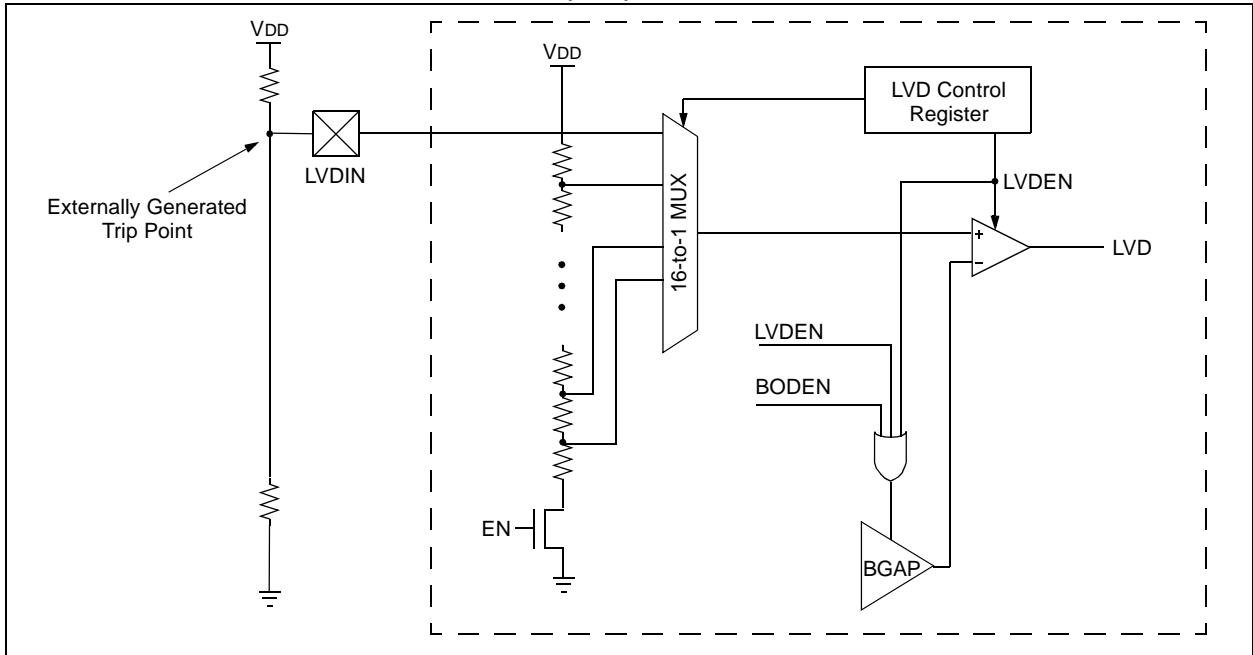 VDD
VDD
LVD Control
Register
LVDIN
16-to-1 MUX
LVDEN
Externally Generated
Trip Point
+
–
LVD
LVDEN
BODEN
EN
BGAP